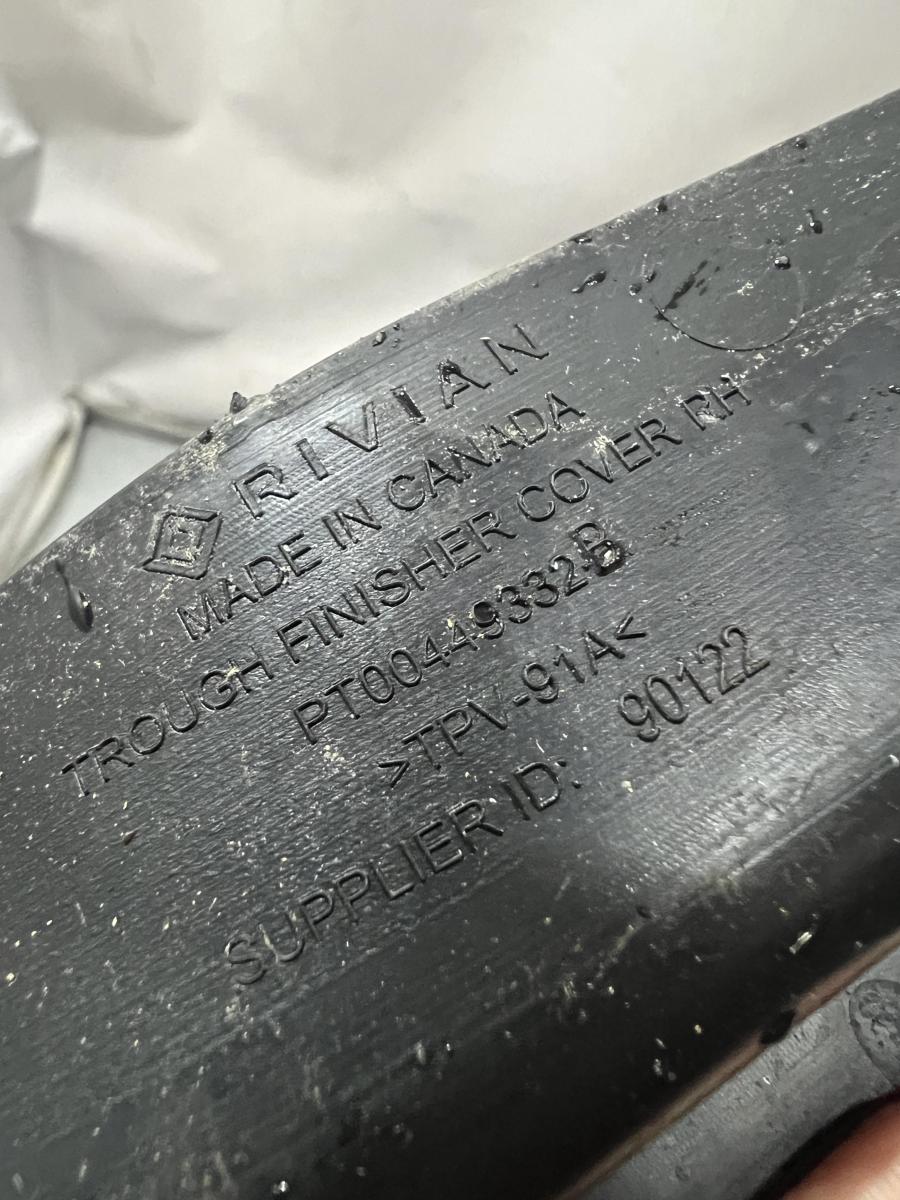 RIVIAN
MADE IN CANADA
TROUGH FINISHER COVER RH
PT00449332-B
>TPV-91A<
SUPPLIER ID: 90122